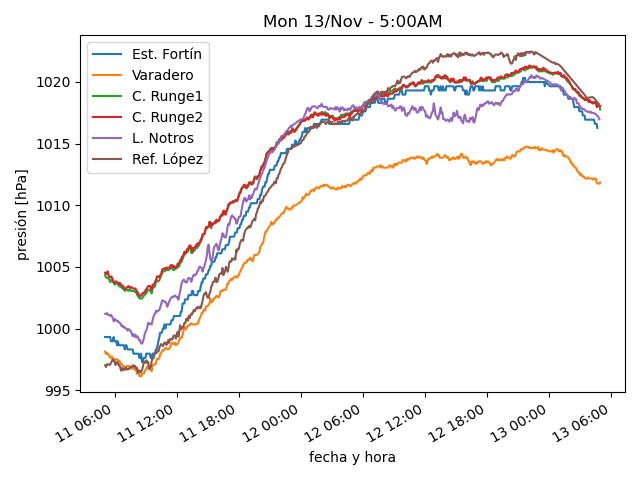 Mon 13/Nov - 5:00AM
Est. Fortín
Varadero
C. Runge1
C. Runge2
L. Notros
Ref. López
presión [hPa]
1020
1015
1010
1005
1000
995
11 06:00
11 12:00
11 18:00
12 00:00
12 06:00
12 12:00
12 18:00
13 00:00
13 06:00
fecha y hora